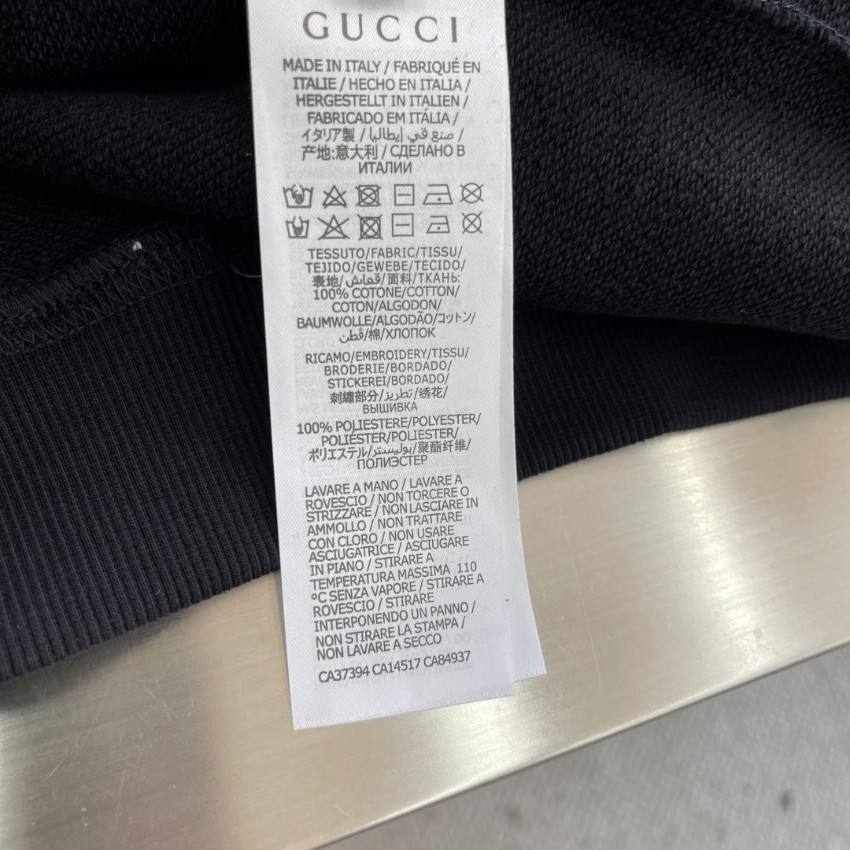 GUCCI
MADE IN ITALY / FABRIQUÉ EN
ITALIE / HECHO EN ITALIA /
HERGESTELLT IN ITALIEN /
FABRICADO EM ITÁLIA /
イタリア製 / صنع في إيطاليا /
产地:意大利 / СДЕЛАНО В
ИТАЛИИ
TESSUTO/FABRIC/TISSU/
TEJIDO/GEWEBE/TECIDO/
表地/قماش/面料/ТКАНЬ:
100% COTONE/COTTON/
COTON/ALGODON/
BAUMWOLLE/ALGODÃO/コットン/
قطن/棉/ХЛОПОК
RICAMO/EMBROIDERY/TISSU/
BRODERIE/BORDADO/
STICKEREI/BORDADO/
刺繡部分/تطريز/绣花/
ВЫШИВКА
100% POLIESTERE/POLYESTER/
POLIÉSTER/POLIESTER/
ポリエステル/بوليستر/聚酯纤维/
ПОЛИЭСТЕР
LAVARE A MANO / LAVARE A
ROVESCIO / NON TORCERE O
STRIZZARE / NON LASCIARE IN
AMMOLLO / NON TRATTARE
CON CLORO / NON USARE
ASCIUGATRICE / ASCIUGARE
IN PIANO / STIRARE A
TEMPERATURA MASSIMA 110
°C SENZA VAPORE / STIRARE A
ROVESCIO / STIRARE
INTERPONENDO UN PANNO /
NON STIRARE LA STAMPA /
NON LAVARE A SECCO
CA37394 CA14517 CA84937